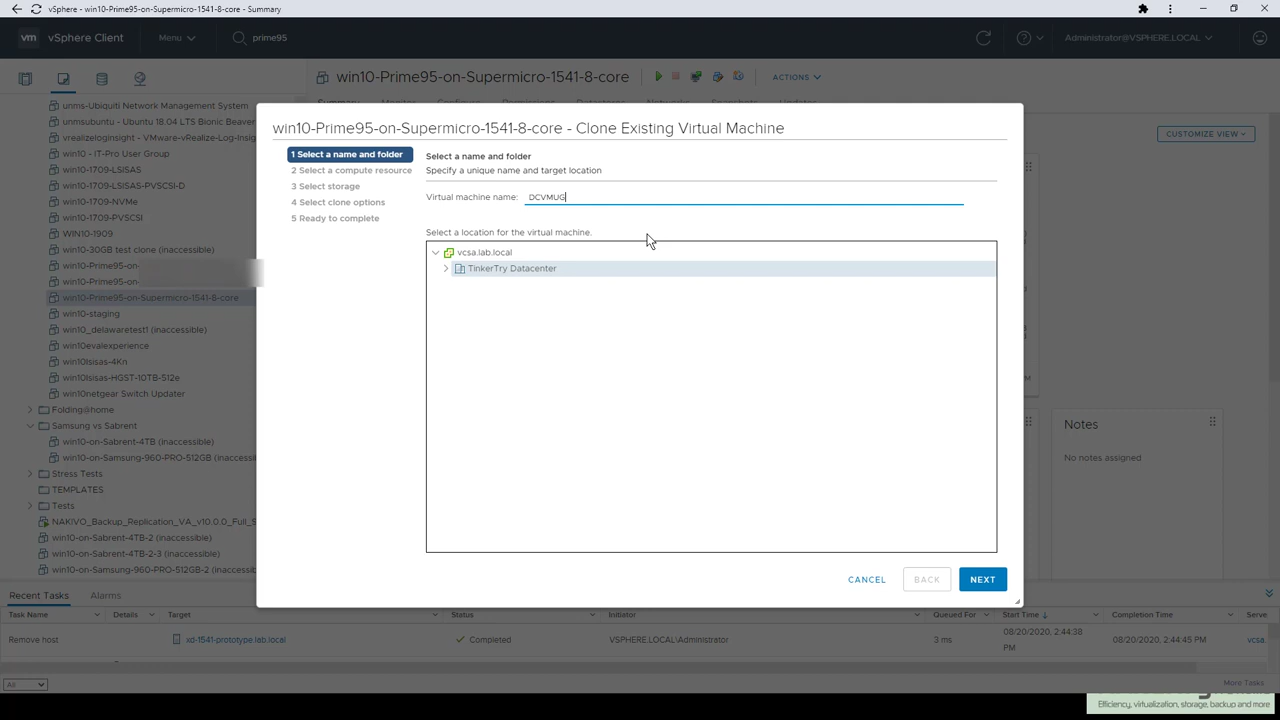 vSphere - win10-Prime95-on-Supermicro-1541-8-core - Summary
vm vSphere Client Menu prime95 Administrator@VSPHERE.LOCAL
win10-Prime95-on-Supermicro-1541-8-core ACTIONS
CUSTOMIZE VIEW
unms-Ubiquiti Network Management System
unmsubuntu - Ubuntu 18.04 LTS Bionic Beaver
vrealizeloginsight - VMware-vRealize-Log-Insig
win10 - IT-Pro User Group
win10-1709-LSISAS
win10-1709-LSISAS-PVSCSI-D
win10-1709-NVMe
win10-1709-PVSCSI
WIN10-1909
win10-30GB test clone (inaccessible)
win10-Prime95-on-
win10-Prime95-on-
win10-Prime95-on-Supermicro-1541-8-core
win10-staging
win10_delawaretest1 (inaccessible)
win10evalexperience
win10lsisas-4Kn
win10lsisas-HGST-10TB-512e
win10netgear Switch Updater
Folding@home
Samsung vs Sabrent
win10-on-Sabrent-4TB (inaccessible)
win10-on-Samsung-960-PRO-512GB (inaccess
Stress Tests
TEMPLATES
Tests
NAKIVO_Backup_Replication_VA_v10.0.0_Full_S
win10-on-Sabrent-4TB-2 (inaccessible)
win10-on-Sabrent-4TB-2-3 (inaccessible)
win10-on-Samsung-960-PRO-512GB-2 (inaccess
win10-Prime95-on-Supermicro-1541-8-core - Clone Existing Virtual Machine
1 Select a name and folder
2 Select a compute resource
3 Select storage
4 Select clone options
5 Ready to complete
Select a name and folder
Specify a unique name and target location
Virtual machine name: DCVMUG
Select a location for the virtual machine.
vcsa.lab.local
TinkerTry Datacenter
CANCEL BACK NEXT
Notes
No notes assigned
Recent Tasks Alarms
Task Name Details Target Status Initiator Queued For Start Time Completion Time Serve
Remove host xd-1541-prototype.lab.local Completed VSPHERE.LOCAL\Administrator 3 ms 08/20/2020, 2:44:38 PM 08/20/2020, 2:44:45 PM vcsa.
All More Tasks
Efficiency, virtualization, storage, backup and more